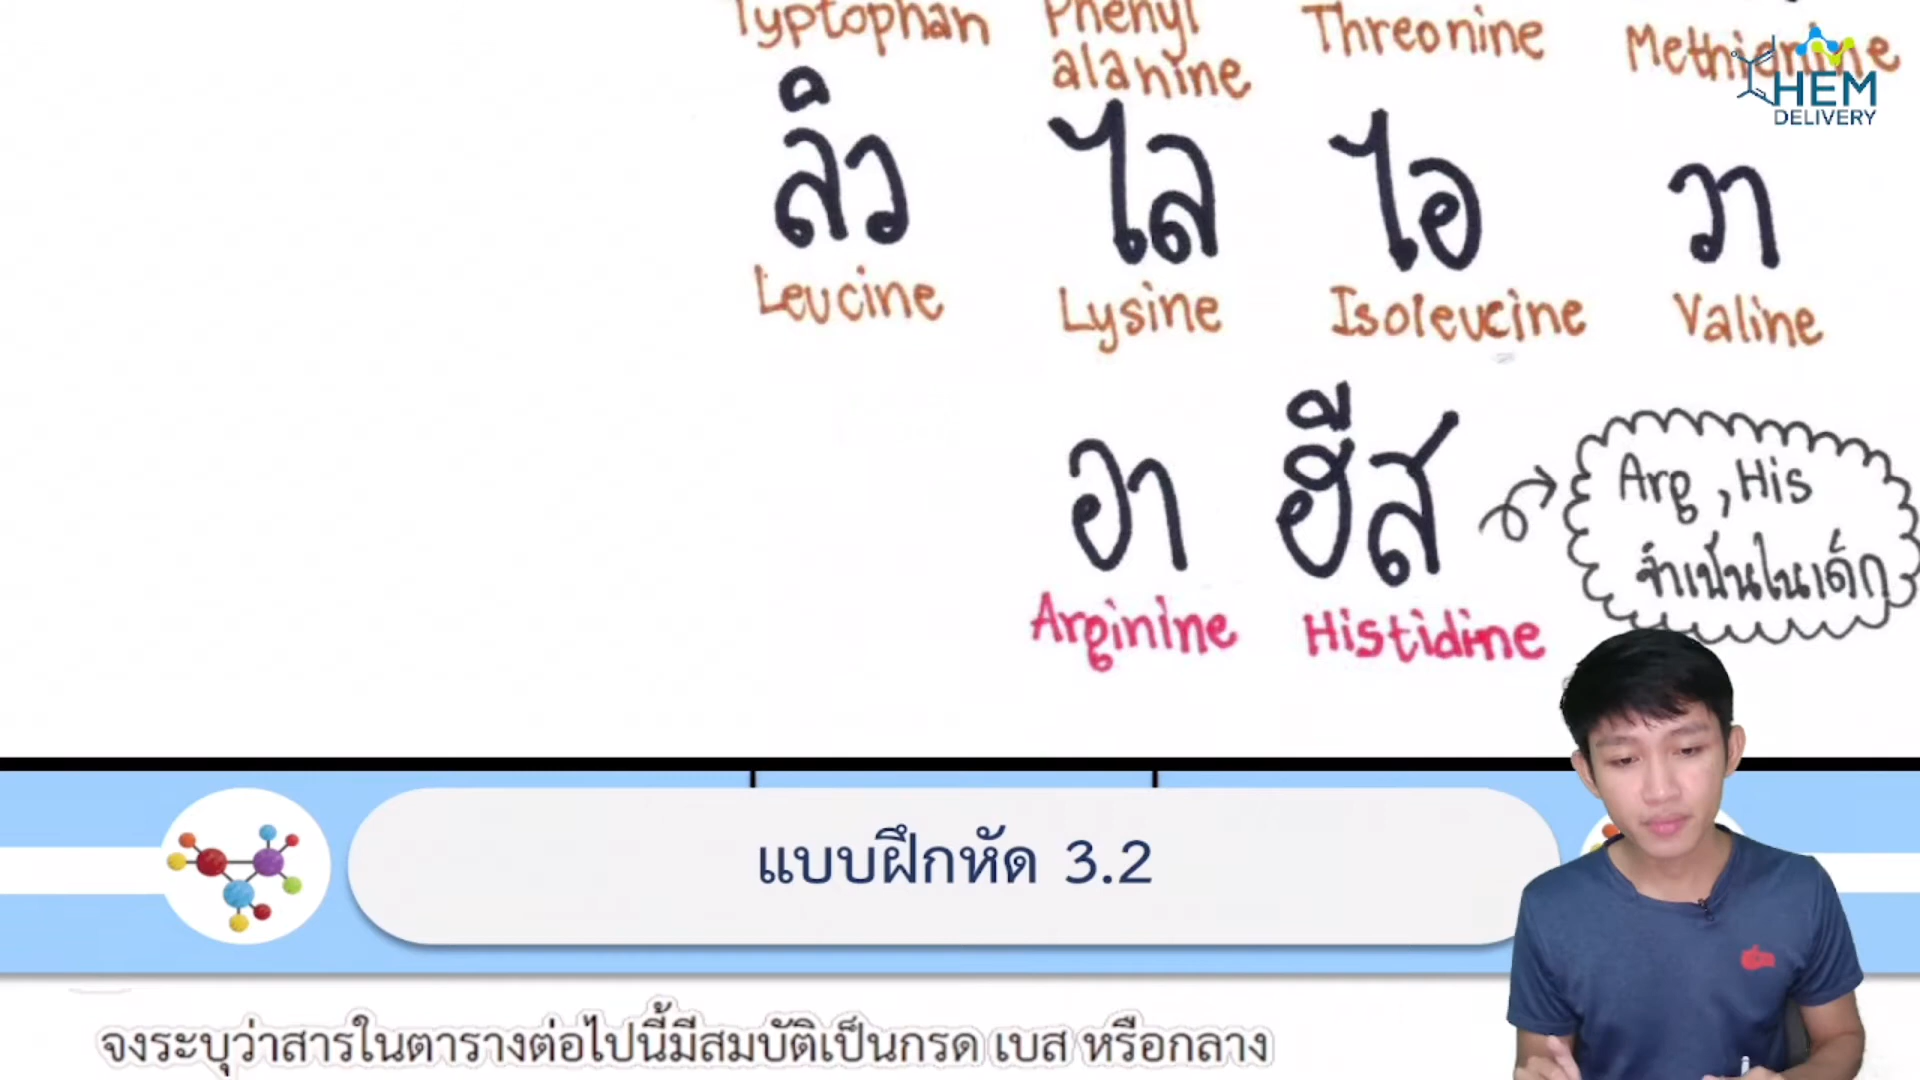 Typtophan Phenyl alanine Threonine Methionine
CHEM
DELIVERY
ลิว ไล ไอ วา
Leucine Lysine Isoleucine Valine
อา ฮีส
Arg, His
จำเป็นในเด็ก
Arginine Histidine
แบบฝึกหัด 3.2
จงระบุว่าสารในตารางต่อไปนี้มีสมบัติเป็นกรด เบส หรือกลาง